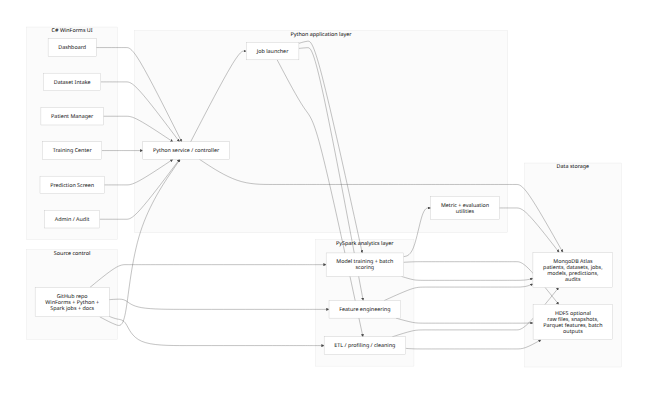 C# WinForms UI
Dashboard
Dataset Intake
Patient Manager
Training Center
Prediction Screen
Admin / Audit
Source control
GitHub repo
WinForms + Python +
Spark jobs + docs
Python application layer
Job launcher
Python service / controller
Metric + evaluation
utilities
PySpark analytics layer
Model training + batch
scoring
Feature engineering
ETL / profiling / cleaning
Data storage
MongoDB Atlas
patients, datasets, jobs,
models, predictions,
audits
HDFS optional
raw files, snapshots,
Parquet features, batch
outputs